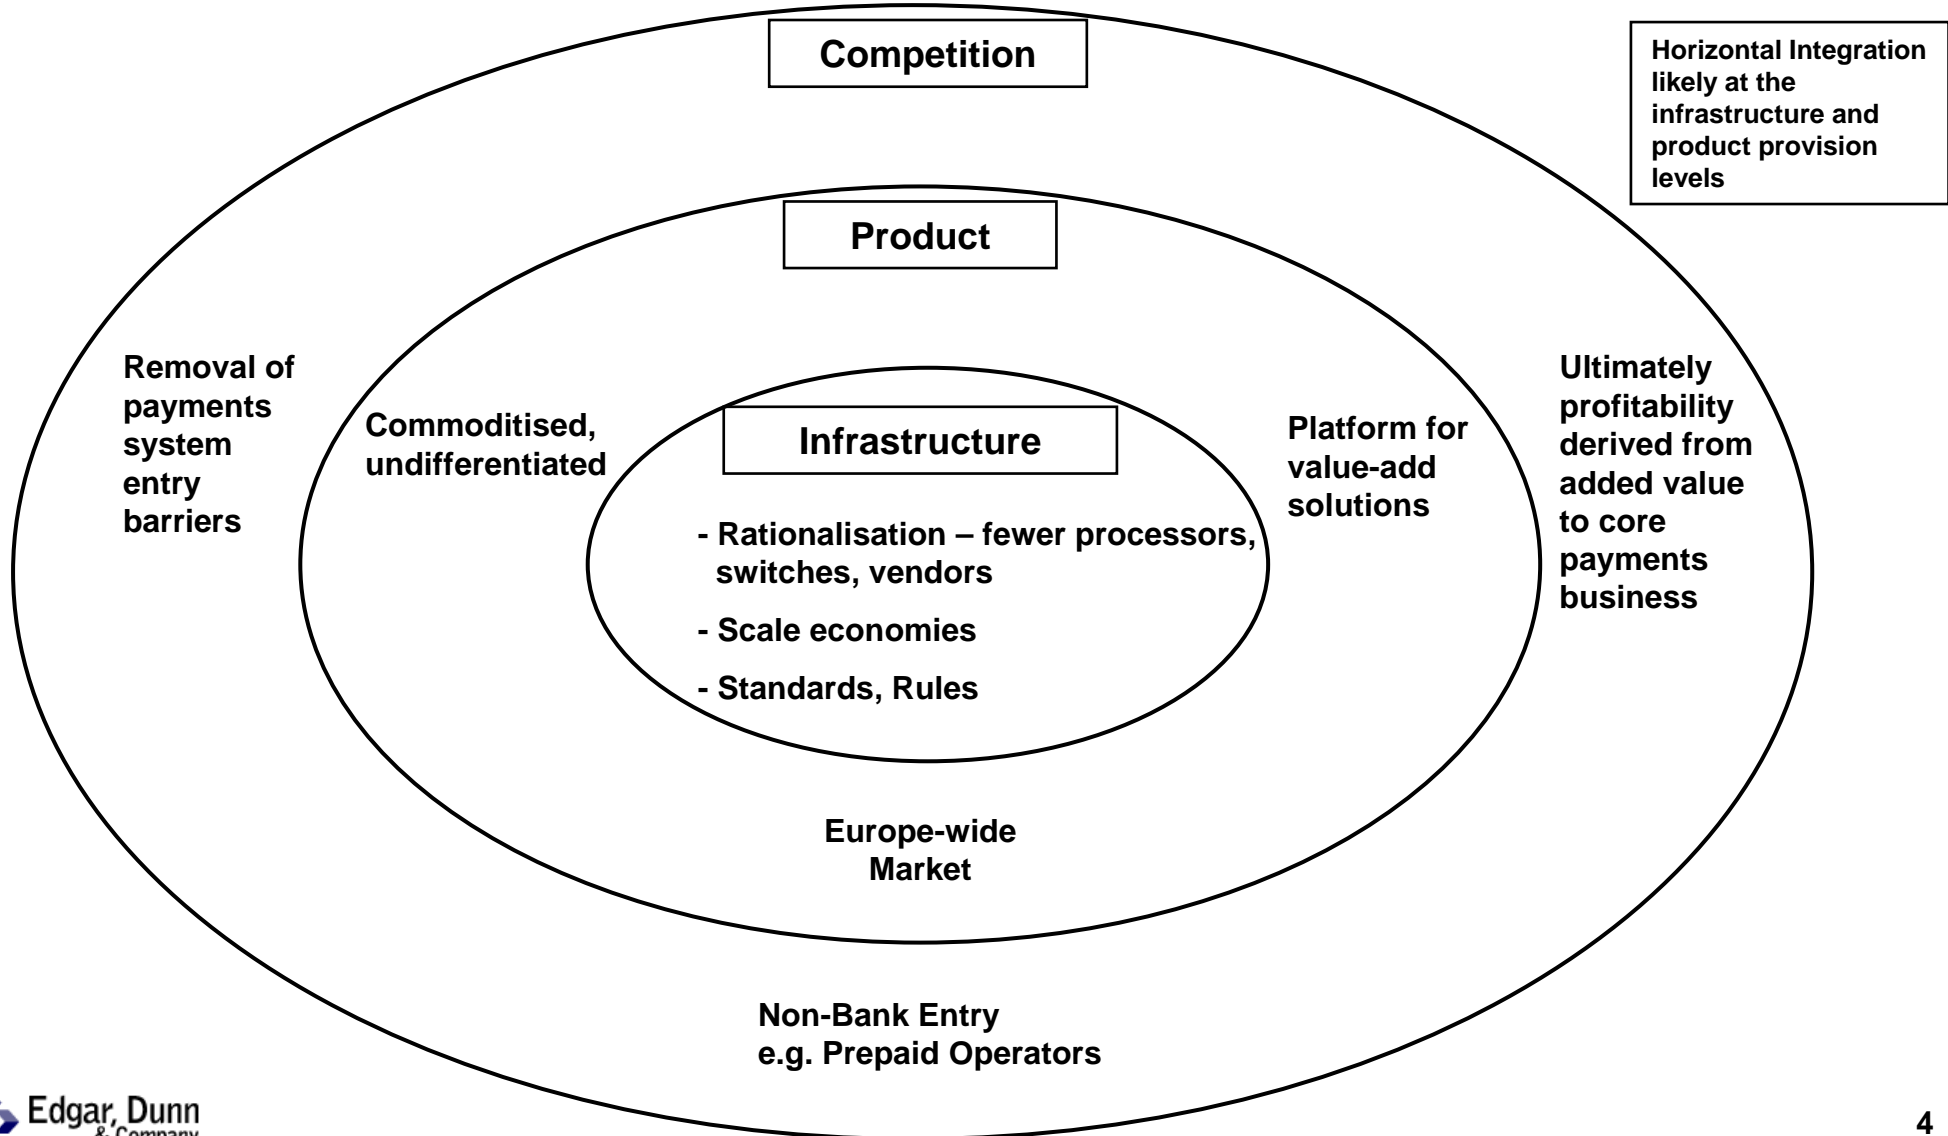 Competition
Horizontal Integration
likely at the
infrastructure and
product provision
levels
Product
Removal of
payments
system
entry
barriers
Commoditised,
undifferentiated
Infrastructure
- Rationalisation – fewer processors,
switches, vendors
- Scale economies
- Standards, Rules
Platform for
value-add
solutions
Ultimately
profitability
derived from
added value
to core
payments
business
Europe-wide
Market
Non-Bank Entry
e.g. Prepaid Operators
Edgar, Dunn
& Company
4